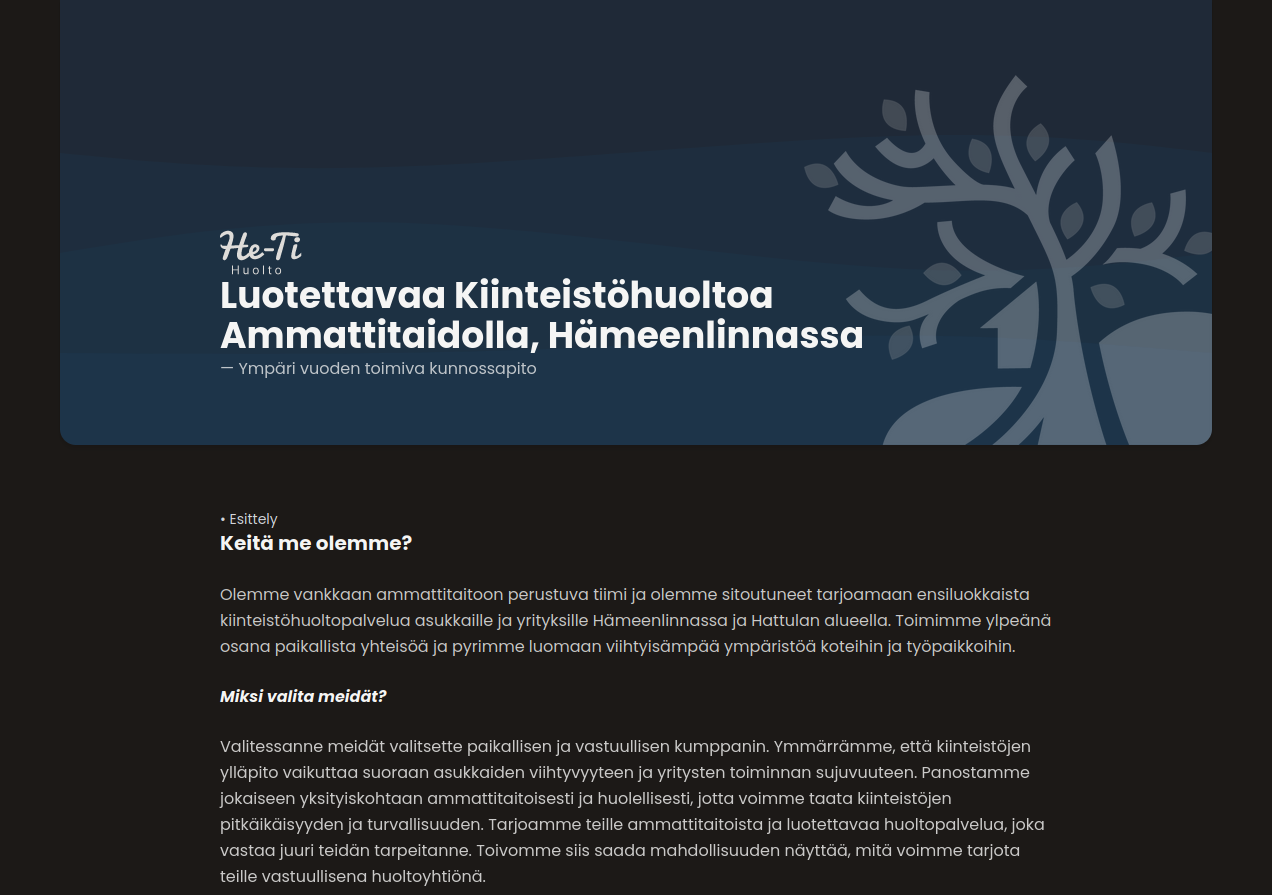 He-Ti
Huolto
Luotettavaa Kiinteistöhuoltoa
Ammattitaidolla, Hämeenlinnassa
— Ympäri vuoden toimiva kunnossapito
• Esittely
Keitä me olemme?
Olemme vankkaan ammattitaitoon perustuva tiimi ja olemme sitoutuneet tarjoamaan ensiluokkaista
kiinteistöhuoltopalvelua asukkaille ja yrityksille Hämeenlinnassa ja Hattulan alueella. Toimimme ylpeänä
osana paikallista yhteisöä ja pyrimme luomaan viihtyisämpää ympäristöä koteihin ja työpaikkoihin.
Miksi valita meidät?
Valitessanne meidät valitsette paikallisen ja vastuullisen kumppanin. Ymmärrämme, että kiinteistöjen
ylläpito vaikuttaa suoraan asukkaiden viihtyvyyteen ja yritysten toiminnan sujuvuuteen. Panostamme
jokaiseen yksityiskohtaan ammattitaitoisesti ja huolellisesti, jotta voimme taata kiinteistöjen
pitkäikäisyyden ja turvallisuuden. Tarjoamme teille ammattitaitoista ja luotettavaa huoltopalvelua, joka
vastaa juuri teidän tarpeitanne. Toivomme siis saada mahdollisuuden näyttää, mitä voimme tarjota
teille vastuullisena huoltoyhtiönä.